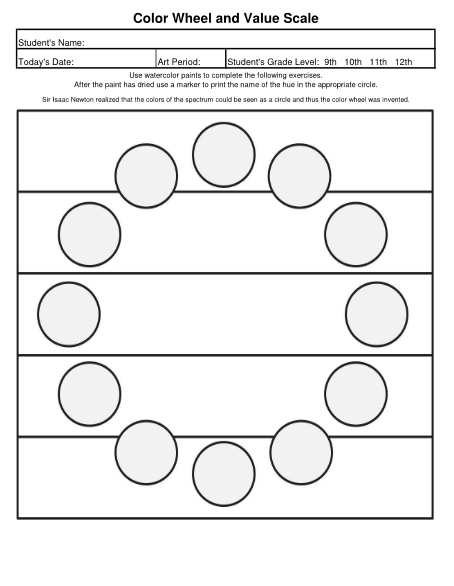 Color Wheel and Value Scale
Student's Name:
Today's Date: Art Period: Student's Grade Level: 9th 10th 11th 12th
Use watercolor paints to complete the following exercises.
After the paint has dried use a marker to print the name of the hue in the appropriate circle.
Sir Isaac Newton realized that the colors of the spectrum could be seen as a circle and thus the color wheel was invented.